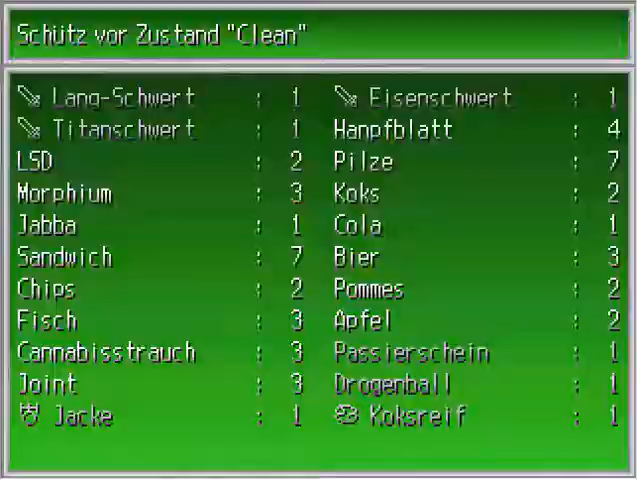 Schütz vor Zustand "Clean"
Lang-Schwert : 1 Eisenschwert : 1
Titanschwert : 1 Hanpfblatt : 4
LSD : 2 Pilze : 7
Morphium : 3 Koks : 2
Jabba : 1 Cola : 1
Sandwich : 7 Bier : 3
Chips : 2 Pommes : 2
Fisch : 3 Apfel : 2
Cannabisstrauch : 3 Passierschein : 1
Joint : 3 Drogenball : 1
Jacke : 1 Koksreif : 1